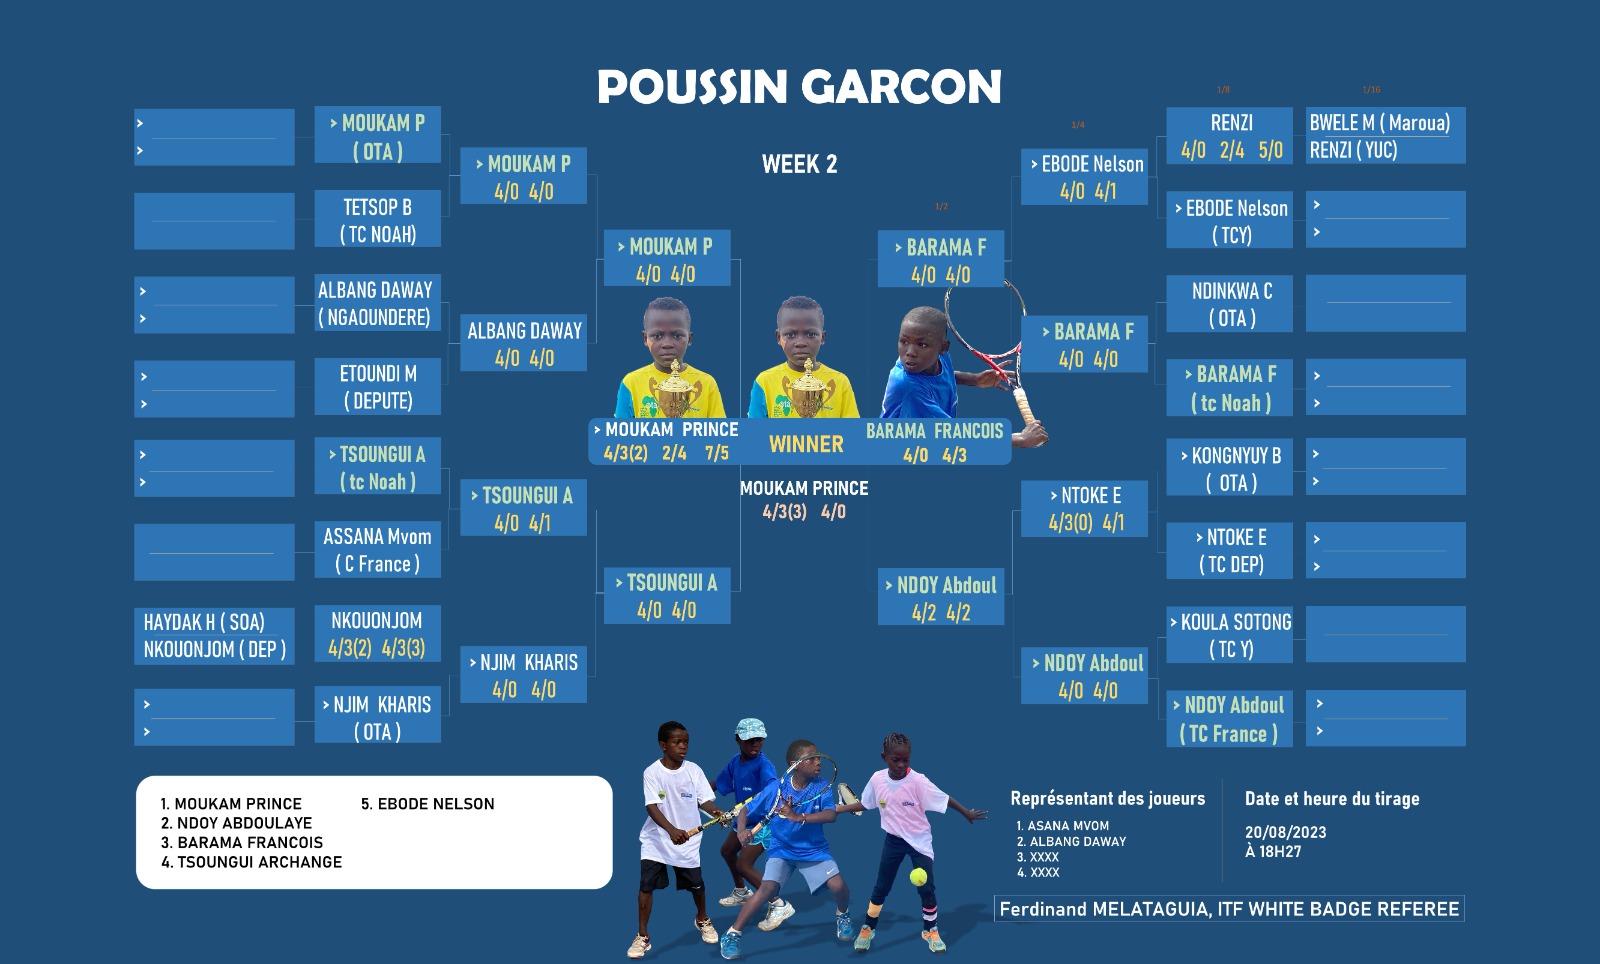 POUSSIN GARCON
WEEK 2
1/4
1/2
1/8
1/16
>
>
> MOUKAM P
( OTA )
TETSOP B
( TC NOAH)
>
>
ALBANG DAWAY
( NGAOUNDERE)
>
>
ETOUNDI M
( DEPUTE)
>
>
> TSOUNGUI A
( tc Noah )
ASSANA Mvom
( C France )
HAYDAK H ( SOA)
NKOUONJOM ( DEP )
NKOUONJOM
4/3(2) 4/3(3)
>
>
> NJIM KHARIS
( OTA )
> MOUKAM P
4/0 4/0
ALBANG DAWAY
4/0 4/0
> TSOUNGUI A
4/0 4/1
> NJIM KHARIS
4/0 4/0
> MOUKAM P
4/0 4/0
> TSOUNGUI A
4/0 4/0
> MOUKAM PRINCE
4/3(2) 2/4 7/5
WINNER
BARAMA FRANCOIS
4/0 4/3
MOUKAM PRINCE
4/3(3) 4/0
> BARAMA F
4/0 4/0
> NDOY Abdoul
4/2 4/2
> EBODE Nelson
4/0 4/1
> BARAMA F
4/0 4/0
> NTOKE E
4/3(0) 4/1
> NDOY Abdoul
4/0 4/0
RENZI
4/0 2/4 5/0
BWELE M ( Maroua)
RENZI ( YUC)
> EBODE Nelson
( TCY)
>
>
NDINKWA C
( OTA )
> BARAMA F
( tc Noah )
>
>
> KONGNYUY B
( OTA )
>
>
> NTOKE E
( TC DEP)
>
>
> KOULA SOTONG
( TC Y)
> NDOY Abdoul
( TC France )
>
>
1. MOUKAM PRINCE
2. NDOY ABDOULAYE
3. BARAMA FRANCOIS
4. TSOUNGUI ARCHANGE
5. EBODE NELSON
Représentant des joueurs
1. ASANA MVOM
2. ALBANG DAWAY
3. XXXX
4. XXXX
Date et heure du tirage
20/08/2023
À 18H27
Ferdinand MELATAGUIA, ITF WHITE BADGE REFEREE